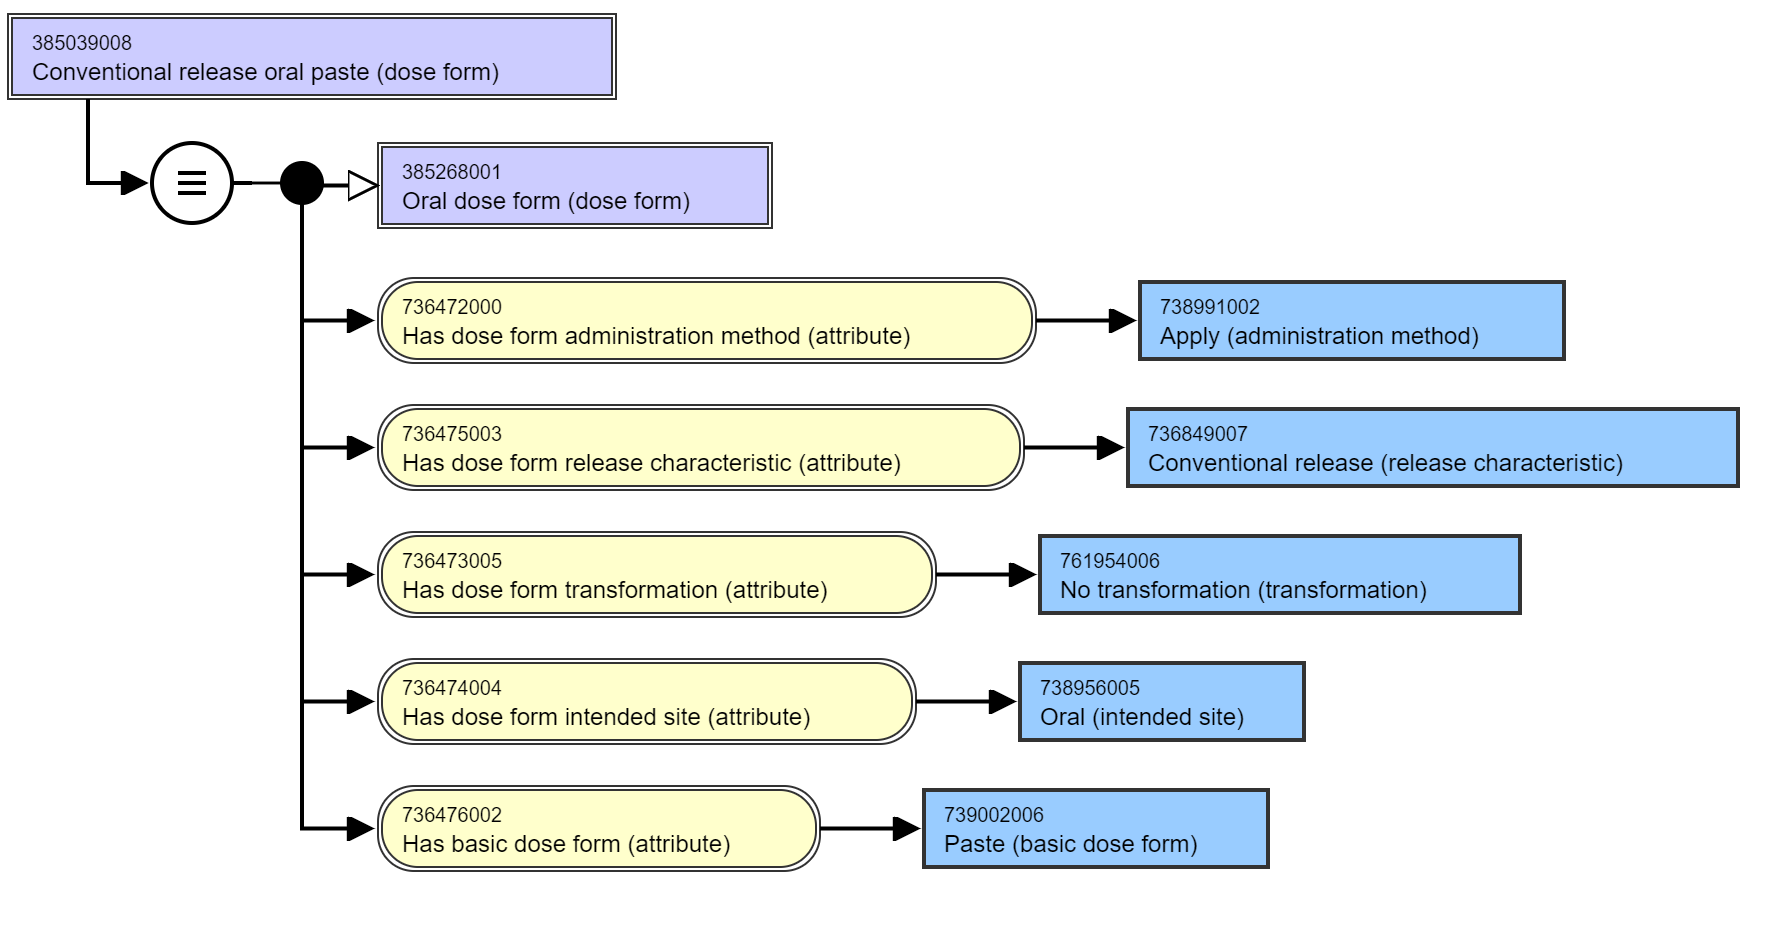 385039008
Conventional release oral paste (dose form)
385268001
Oral dose form (dose form)
736472000
Has dose form administration method (attribute)
738991002
Apply (administration method)
736475003
Has dose form release characteristic (attribute)
736849007
Conventional release (release characteristic)
736473005
Has dose form transformation (attribute)
761954006
No transformation (transformation)
736474004
Has dose form intended site (attribute)
738956005
Oral (intended site)
736476002
Has basic dose form (attribute)
739002006
Paste (basic dose form)